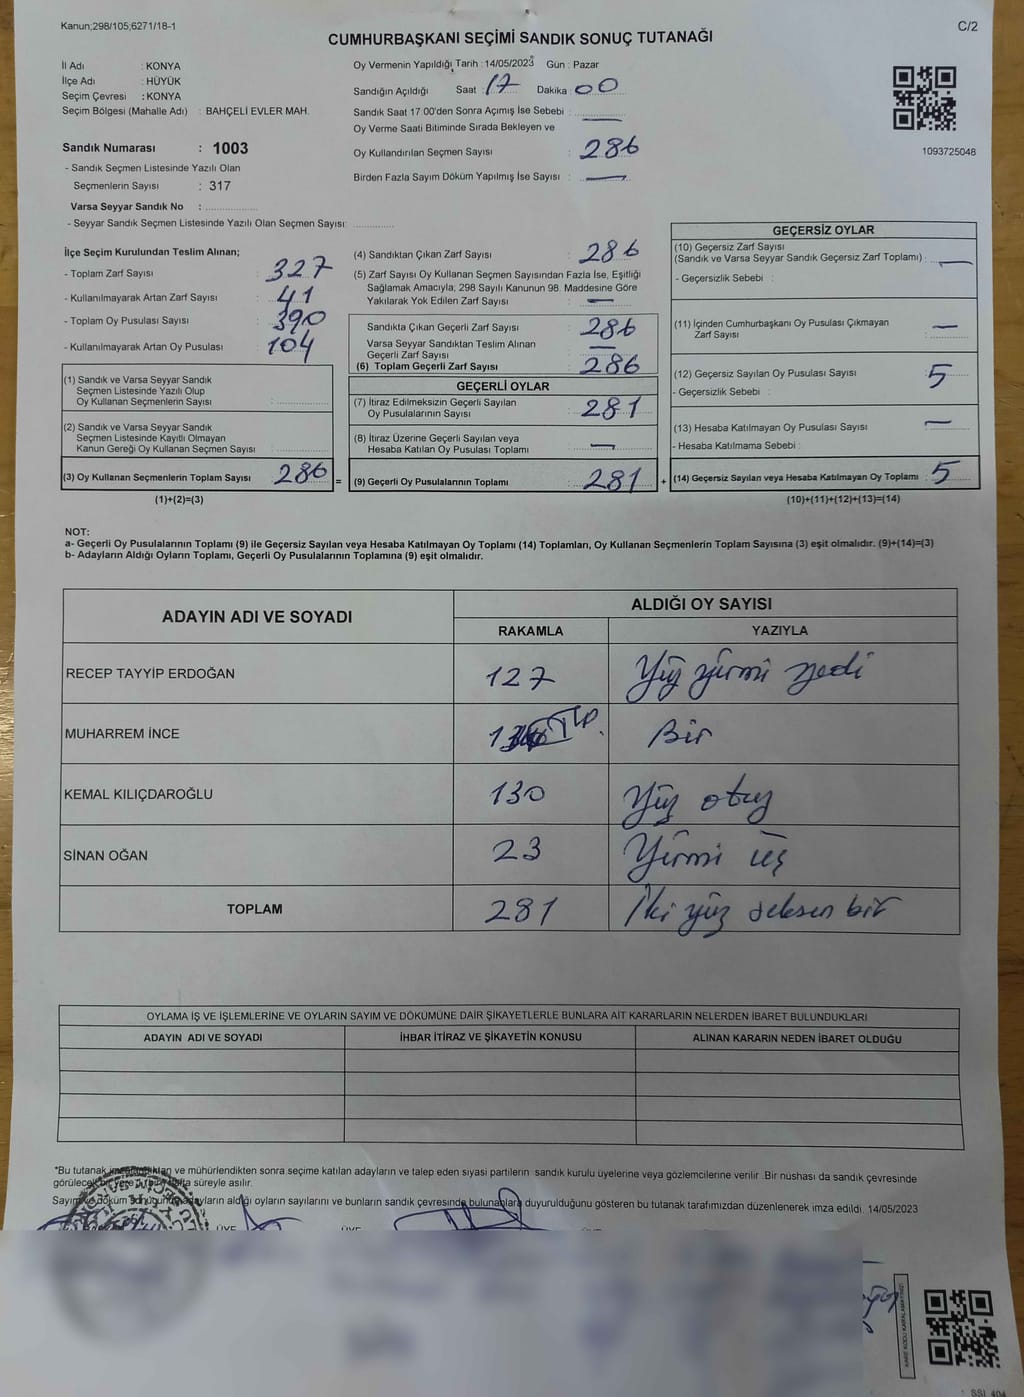 Kanun;298/105;6271/18-1
C/2
CUMHURBAŞKANI SEÇİMİ SANDIK SONUÇ TUTANAĞI
İl Adı : KONYA
İlçe Adı : HÜYÜK
Seçim Çevresi : KONYA
Seçim Bölgesi (Mahalle Adı) : BAHÇELİ EVLER MAH.
Sandık Numarası : 1003
- Sandık Seçmen Listesinde Yazılı Olan
Seçmenlerin Sayısı : 317
Varsa Seyyar Sandık No :
- Seyyar Sandık Seçmen Listesinde Yazılı Olan Seçmen Sayısı:
Oy Vermenin Yapıldığı Tarih : 14/05/2023 Gün : Pazar
Sandığın Açıldığı Saat : 17 Dakika : 00
Sandık Saat 17.00'den Sonra Açımış İse Sebebi : —
Oy Verme Saati Bitiminde Sırada Bekleyen ve
Oy Kullandırılan Seçmen Sayısı : 286
Birden Fazla Sayım Döküm Yapılmış İse Sayısı : —
1093725048
İlçe Seçim Kurulundan Teslim Alınan;
- Toplam Zarf Sayısı : 327
- Kullanılmayarak Artan Zarf Sayısı : 41
- Toplam Oy Pusulası Sayısı : 390
- Kullanılmayarak Artan Oy Pusulası : 104
(1) Sandık ve Varsa Seyyar Sandık
Seçmen Listesinde Yazılı Olup
Oy Kullanan Seçmenlerin Sayısı :
(2) Sandık ve Varsa Seyyar Sandık
Seçmen Listesinde Kayıtlı Olmayan
Kanun Gereği Oy Kullanan Seçmen Sayısı :
(3) Oy Kullanan Seçmenlerin Toplam Sayısı : 286 =
(1)+(2)=(3)
(4) Sandıktan Çıkan Zarf Sayısı : 286
(5) Zarf Sayısı Oy Kullanan Seçmen Sayısından Fazla İse, Eşitliği
Sağlamak Amacıyla; 298 Sayılı Kanunun 98. Maddesine Göre
Yakılarak Yok Edilen Zarf Sayısı : —
Sandıkta Çıkan Geçerli Zarf Sayısı : 286
Varsa Seyyar Sandıktan Teslim Alınan
Geçerli Zarf Sayısı : —
(6) Toplam Geçerli Zarf Sayısı : 286
GEÇERLİ OYLAR
(7) İtiraz Edilmeksizin Geçerli Sayılan
Oy Pusulalarının Sayısı : 281
(8) İtiraz Üzerine Geçerli Sayılan veya
Hesaba Katılan Oy Pusulası Toplamı : —
(9) Geçerli Oy Pusulalarının Toplamı : 281 +
GEÇERSİZ OYLAR
(10) Geçersiz Zarf Sayısı
(Sandık ve Varsa Seyyar Sandık Geçersiz Zarf Toplamı) : —
- Geçersizlik Sebebi :
(11) İçinden Cumhurbaşkanı Oy Pusulası Çıkmayan
Zarf Sayısı : —
(12) Geçersiz Sayılan Oy Pusulası Sayısı : 5
- Geçersizlik Sebebi :
(13) Hesaba Katılmayan Oy Pusulası Sayısı : —
- Hesaba Katılmama Sebebi :
(14) Geçersiz Sayılan veya Hesaba Katılmayan Oy Toplamı : 5
(10)+(11)+(12)+(13)=(14)
NOT:
a- Geçerli Oy Pusulalarının Toplamı (9) ile Geçersiz Sayılan veya Hesaba Katılmayan Oy Toplamı (14) Toplamları, Oy Kullanan Seçmenlerin Toplam Sayısına (3) eşit olmalıdır. (9)+(14)=(3)
b- Adayların Aldığı Oyların Toplamı, Geçerli Oy Pusulalarının Toplamına (9) eşit olmalıdır.
ADAYIN ADI VE SOYADI
ALDIĞI OY SAYISI
RAKAMLA YAZIYLA
RECEP TAYYİP ERDOĞAN 127 Yüz yirmi yedi
MUHARREM İNCE 1 Bir
KEMAL KILIÇDAROĞLU 130 Yüz otuz
SİNAN OĞAN 23 Yirmi üç
TOPLAM 281 İki yüz seksen bir
OYLAMA İŞ VE İŞLEMLERİNE VE OYLARIN SAYIM VE DÖKÜMÜNE DAİR ŞİKAYETLERLE BUNLARA AİT KARARLARIN NELERDEN İBARET BULUNDUKLARI
ADAYIN ADI VE SOYADI İHBAR İTİRAZ VE ŞİKAYETİN KONUSU ALINAN KARARIN NEDEN İBARET OLDUĞU
*Bu tutanak ve mühürlendikten sonra seçime katılan adayların ve talep eden siyasi partilerin sandık kurulu üyelerine veya gözlemcilerine verilir. Bir nüshası da sandık çevresinde
görülecek bir yere hafta süreyle asılır.
Sayım ve döküm adayların aldığı oyların sayılarını ve bunların sandık çevresinde bulunanlara duyurulduğunu gösteren bu tutanak tarafımızdan düzenlenerek imza edildi. 14/05/2023
ÜYE ÜYE